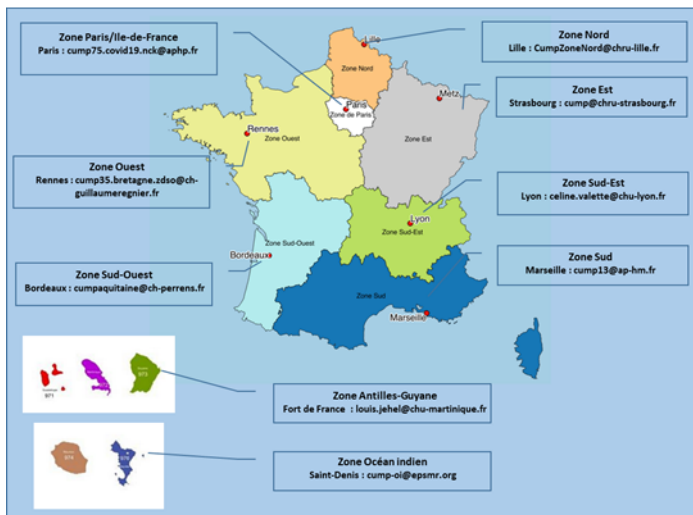 Zone Paris/Ile-de-France
Paris : cump75.covid19.nck@aphp.fr
Lille
Zone Nord
Lille : CumpZoneNord@chru-lille.fr
Zone Nord
Zone Est
Strasbourg : cump@chru-strasbourg.fr
Metz
Paris
Zone de Paris
Rennes
Zone Ouest
Zone Est
Zone Ouest
Rennes : cump35.bretagne.zdso@ch-
guillaumeregnier.fr
Zone Sud-Est
Lyon : celine.valette@chu-lyon.fr
Lyon
Zone Sud-Est
Zone Sud-Ouest
Bordeaux
Zone Sud
Marseille : cump13@ap-hm.fr
Zone Sud-Ouest
Bordeaux : cumpaquitaine@ch-perrens.fr
Zone Sud
Marseille
971
973
Zone Antilles-Guyane
Fort de France : louis.jehel@chu-martinique.fr
974
Zone Océan indien
Saint-Denis : cump-oi@epsmr.org